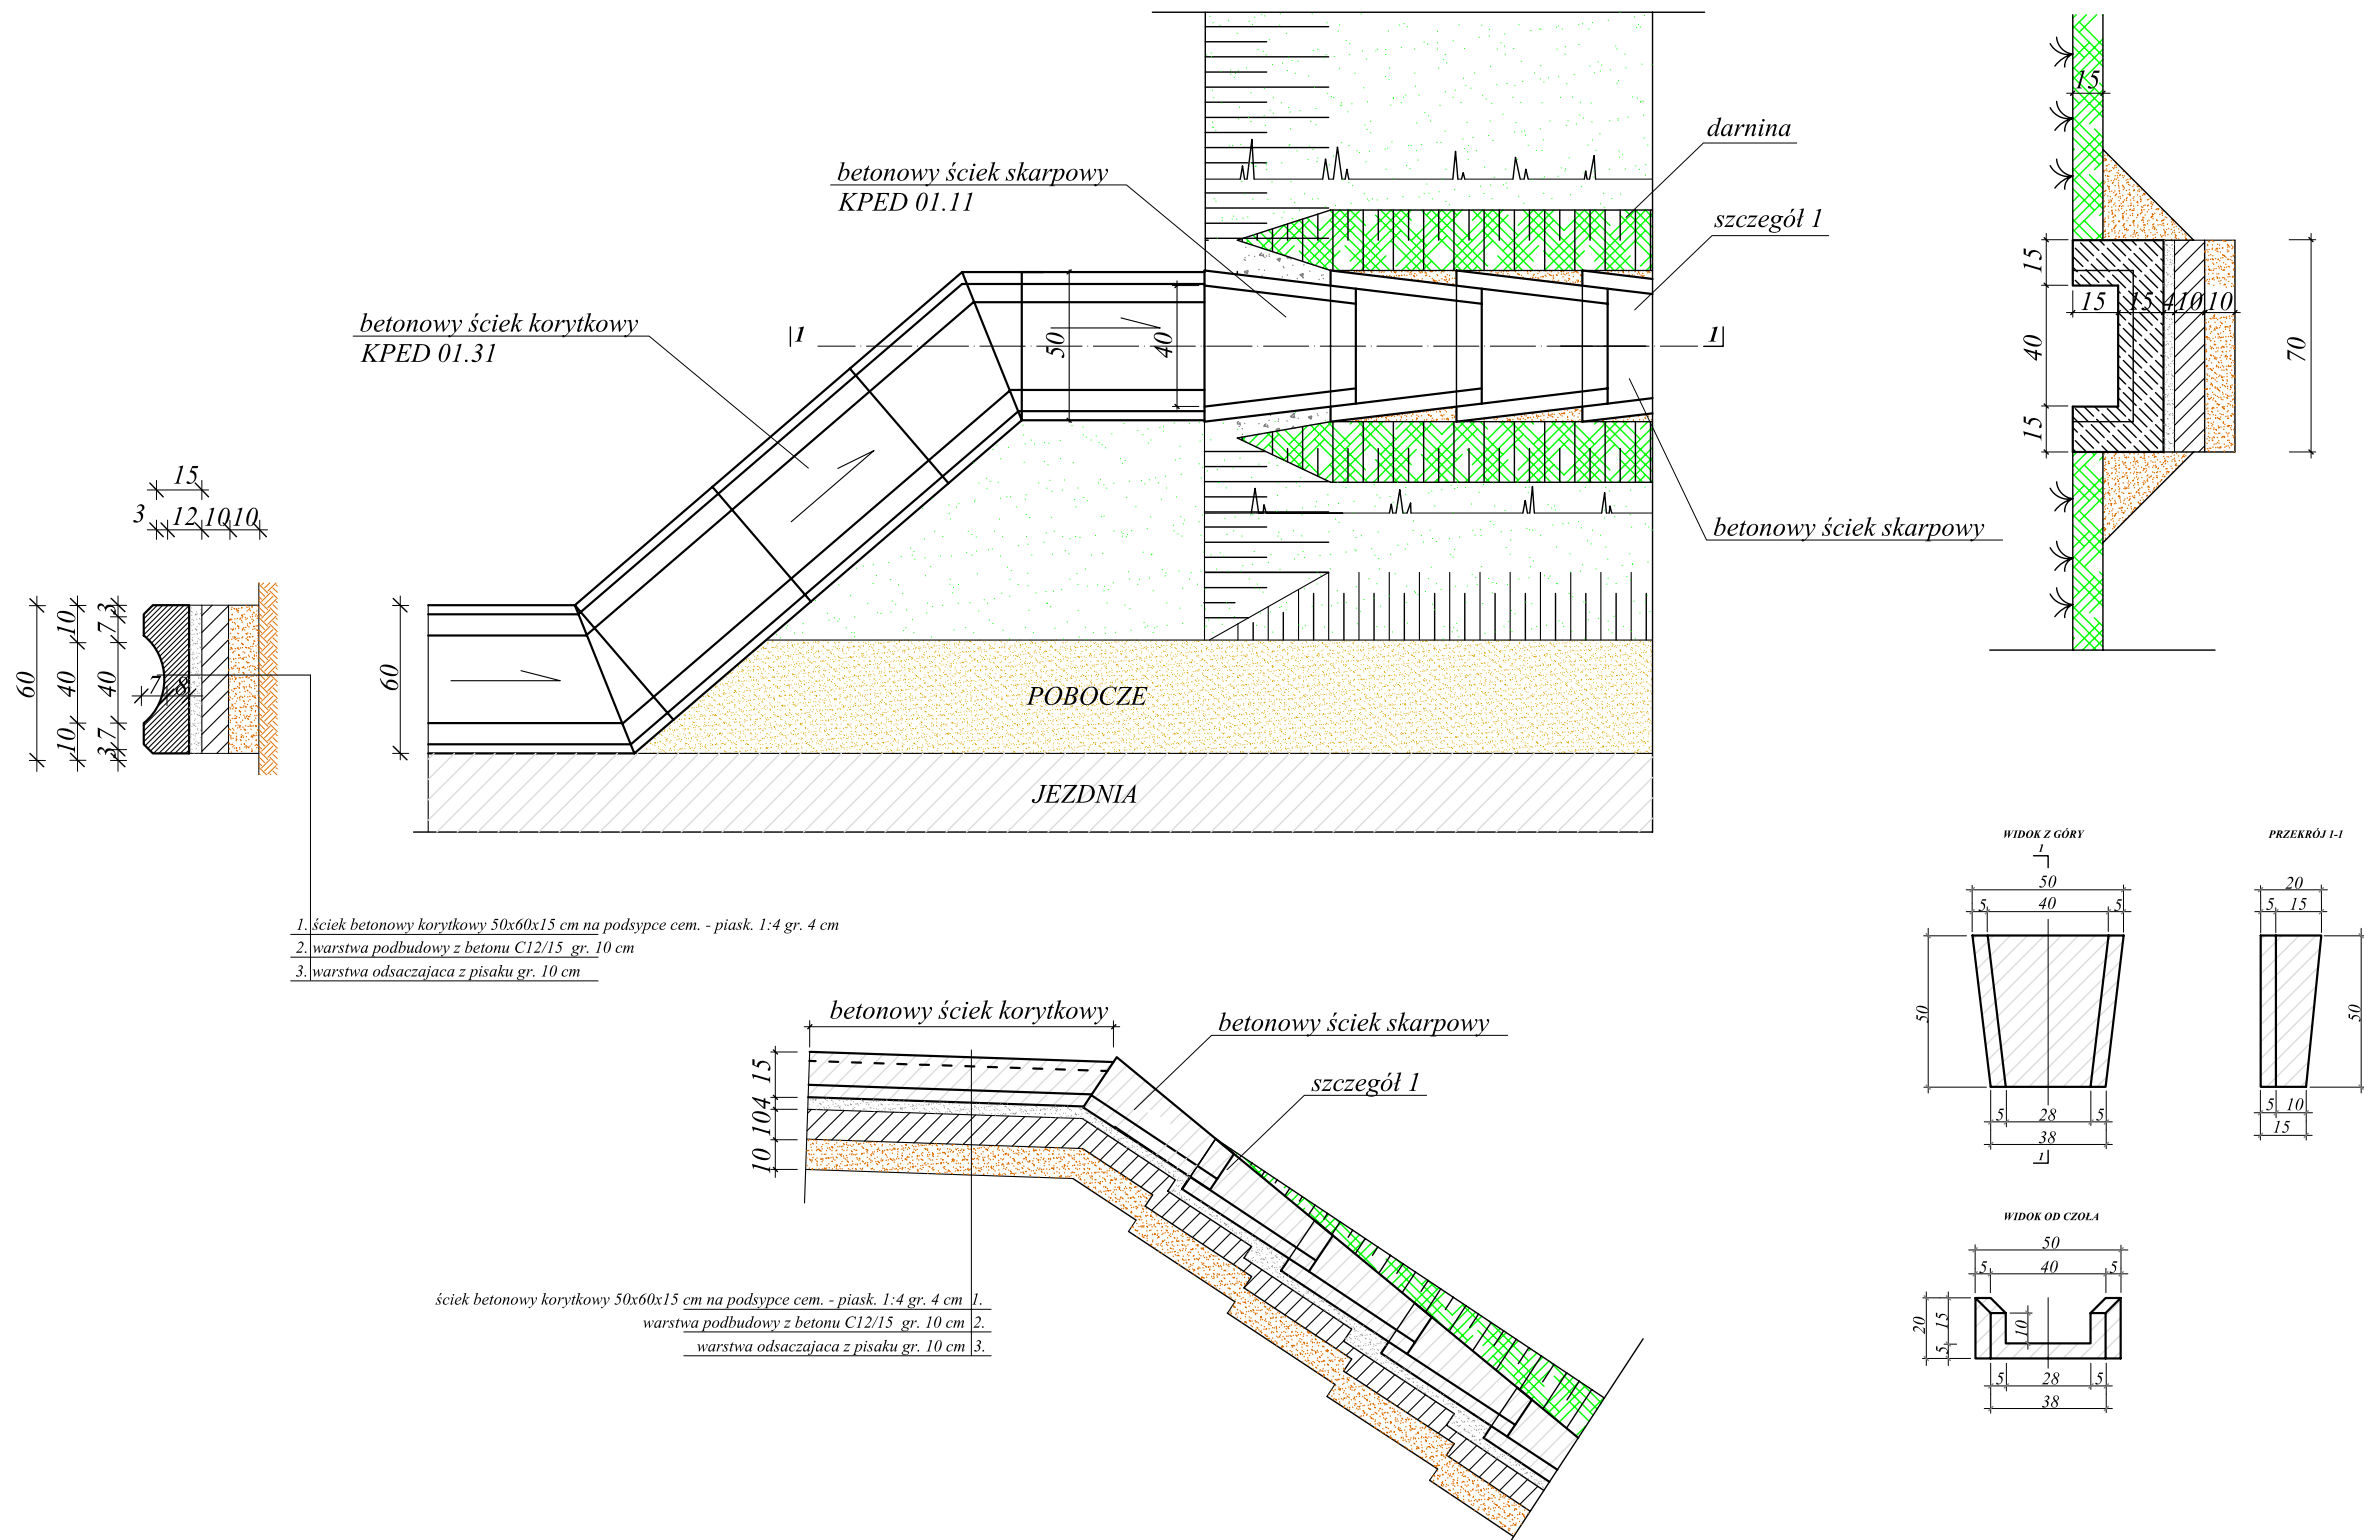 darnina
betonowy ściek skarpowy
KPED 01.11
szczegół 1
betonowy ściek korytkowy
KPED 01.31
1
1
50
40
60
betonowy ściek skarpowy
POBOCZE
JEZDNIA
15
15
40
15
15
15
4
10
10
70
15
3
12
10
10
60
10
40
10
3
7
40
7
3
7
8
1. ściek betonowy korytkowy 50x60x15 cm na podsypce cem. - piask. 1:4 gr. 4 cm
2. warstwa podbudowy z betonu C12/15 gr. 10 cm
3. warstwa odsaczajaca z pisaku gr. 10 cm
betonowy ściek korytkowy
betonowy ściek skarpowy
szczegół 1
15
4
10
10
ściek betonowy korytkowy 50x60x15 cm na podsypce cem. - piask. 1:4 gr. 4 cm 1.
warstwa podbudowy z betonu C12/15 gr. 10 cm 2.
warstwa odsaczajaca z pisaku gr. 10 cm 3.
WIDOK Z GÓRY
1
50
5 40 5
50
5 28 5
38
1
PRZEKRÓJ 1-1
20
5 15
50
5 10
15
WIDOK OD CZOŁA
50
5 40 5
20
15
5
10
5 28 5
38